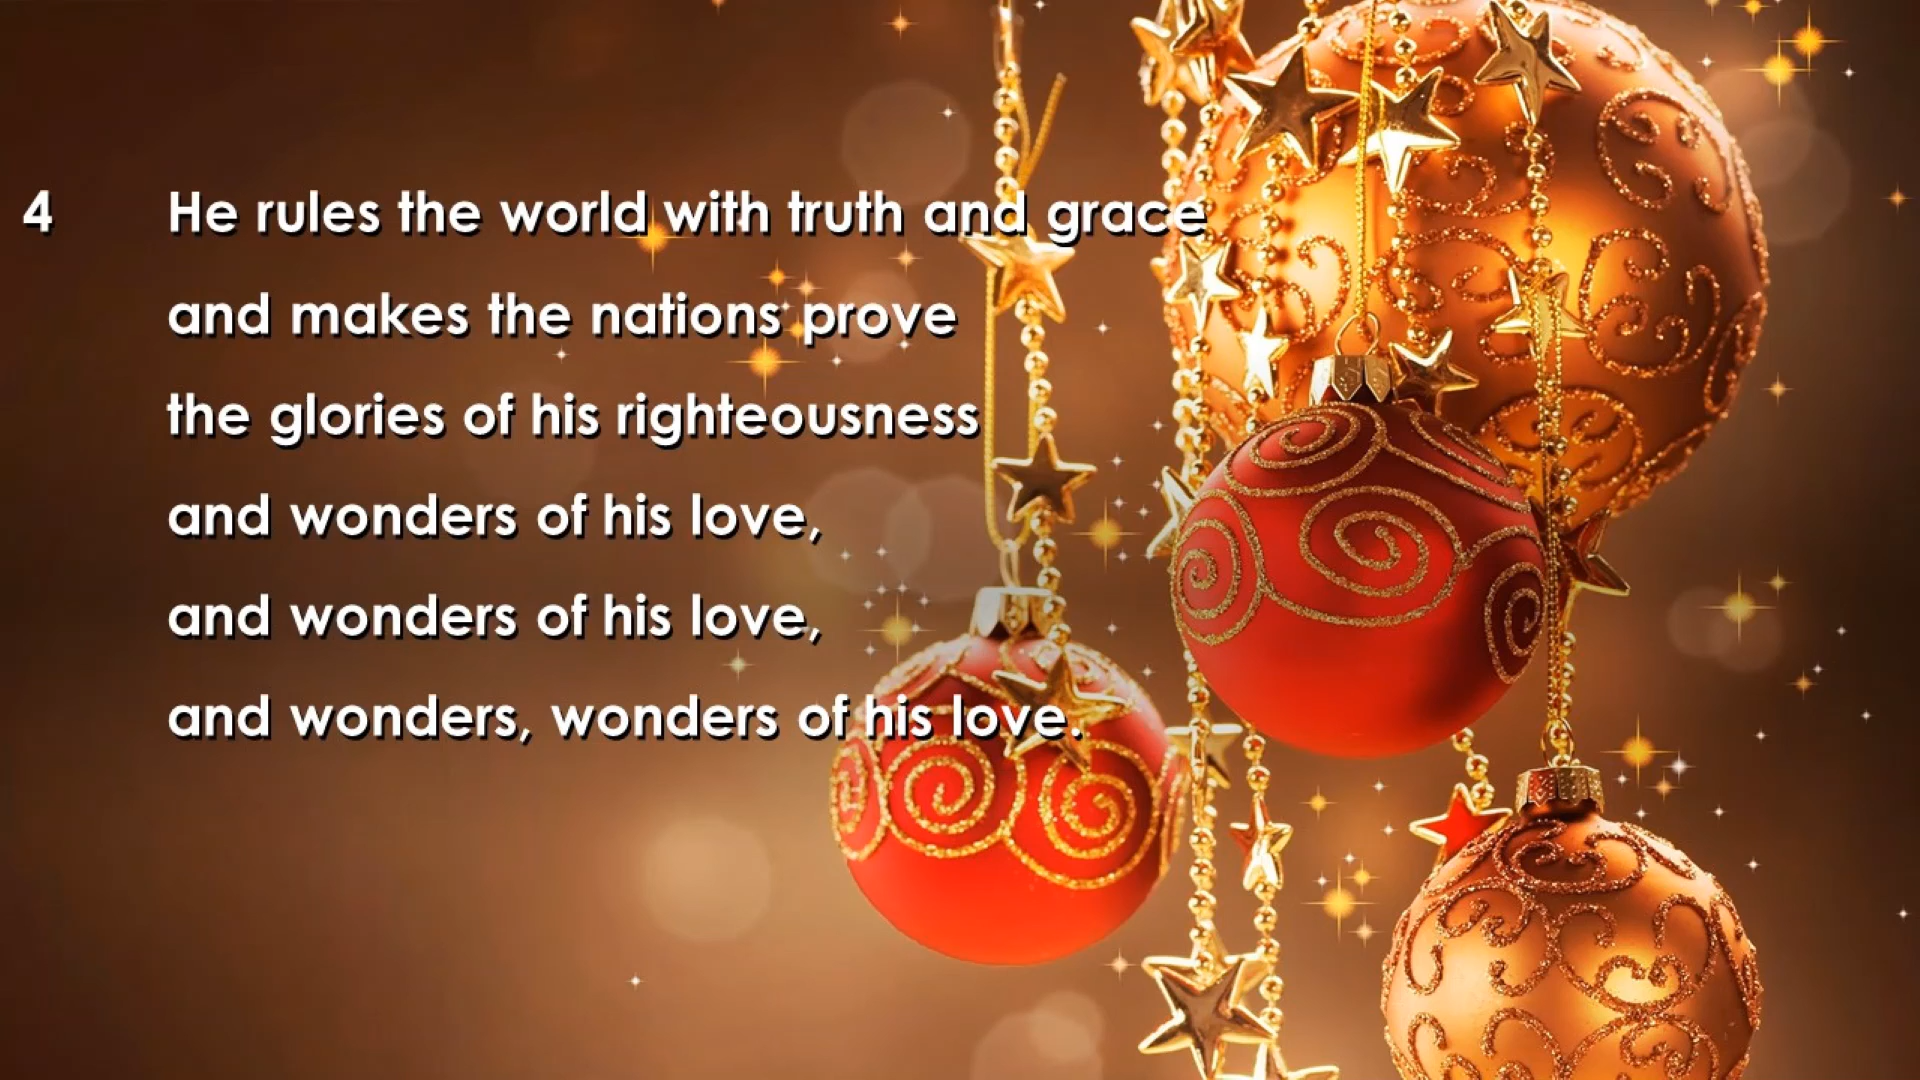 4 He rules the world with truth and grace
and makes the nations prove
the glories of his righteousness
and wonders of his love,
and wonders of his love,
and wonders, wonders of his love.